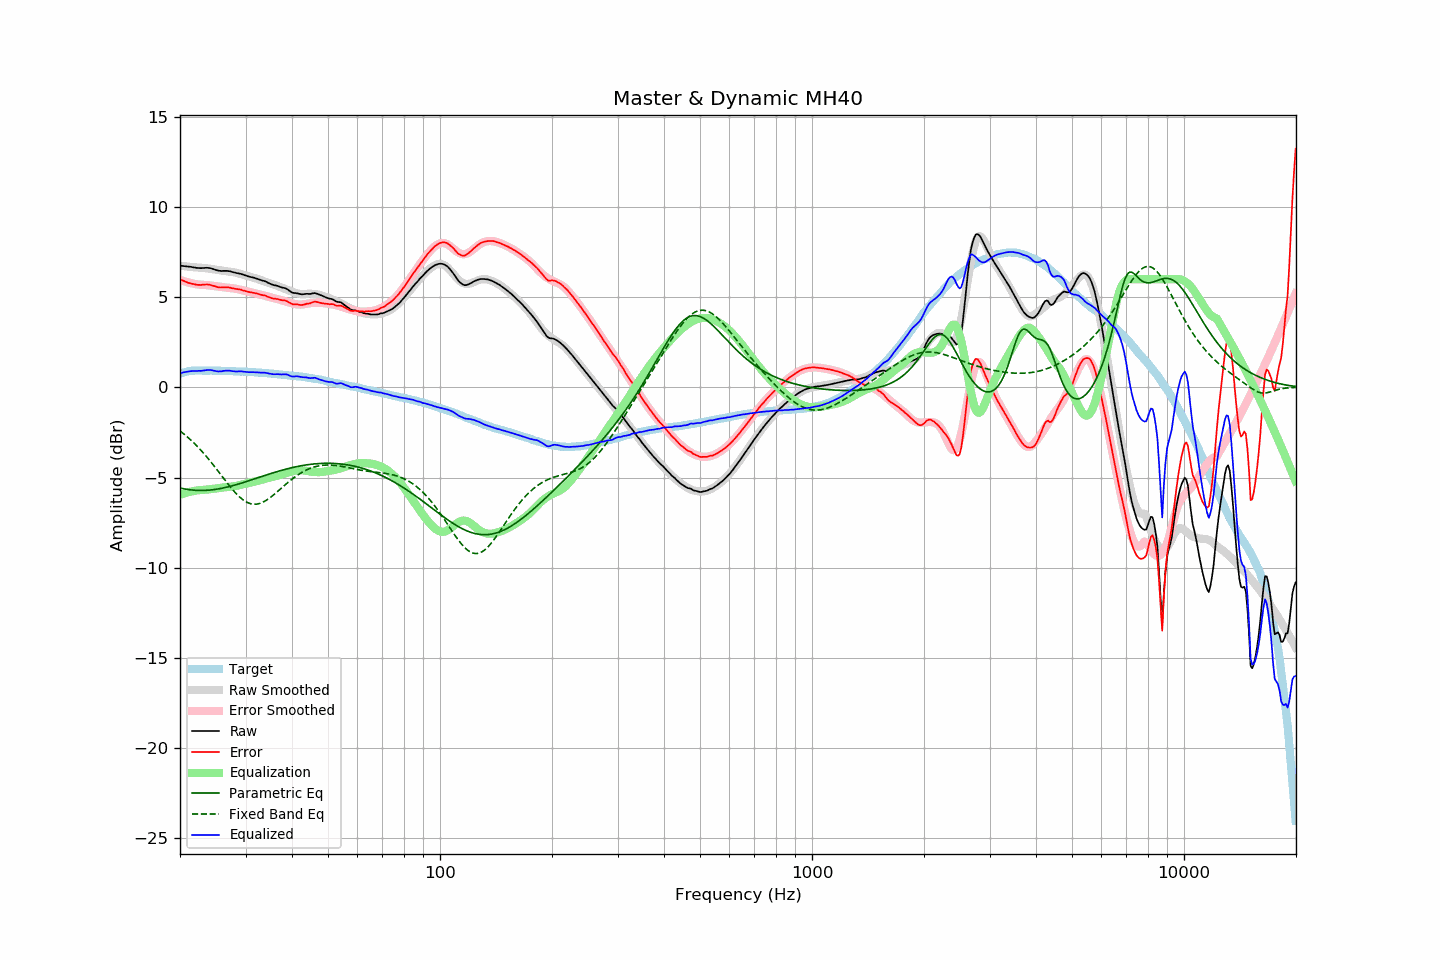 Master & Dynamic MH40
15
10
5
0
−5
−10
−15
−20
−25
Amplitude (dBr)
Target
Raw Smoothed
Error Smoothed
Raw
Error
Equalization
Parametric Eq
Fixed Band Eq
Equalized
100
1000
10000
Frequency (Hz)